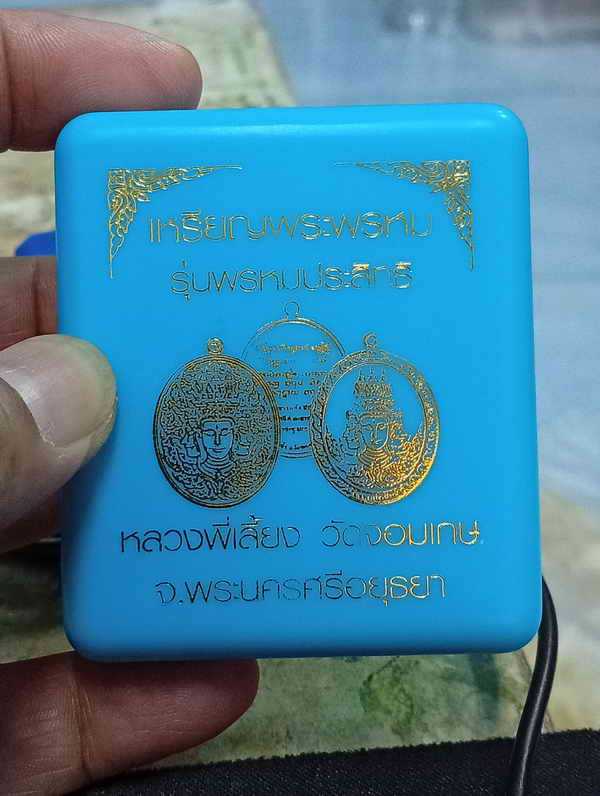 เหรียญพระพรหม
รุ่นพรหมประสิทธิ์
หลวงพี่เสี้ยง วัดจอมเกษ
จ.พระนครศรีอยุธยา